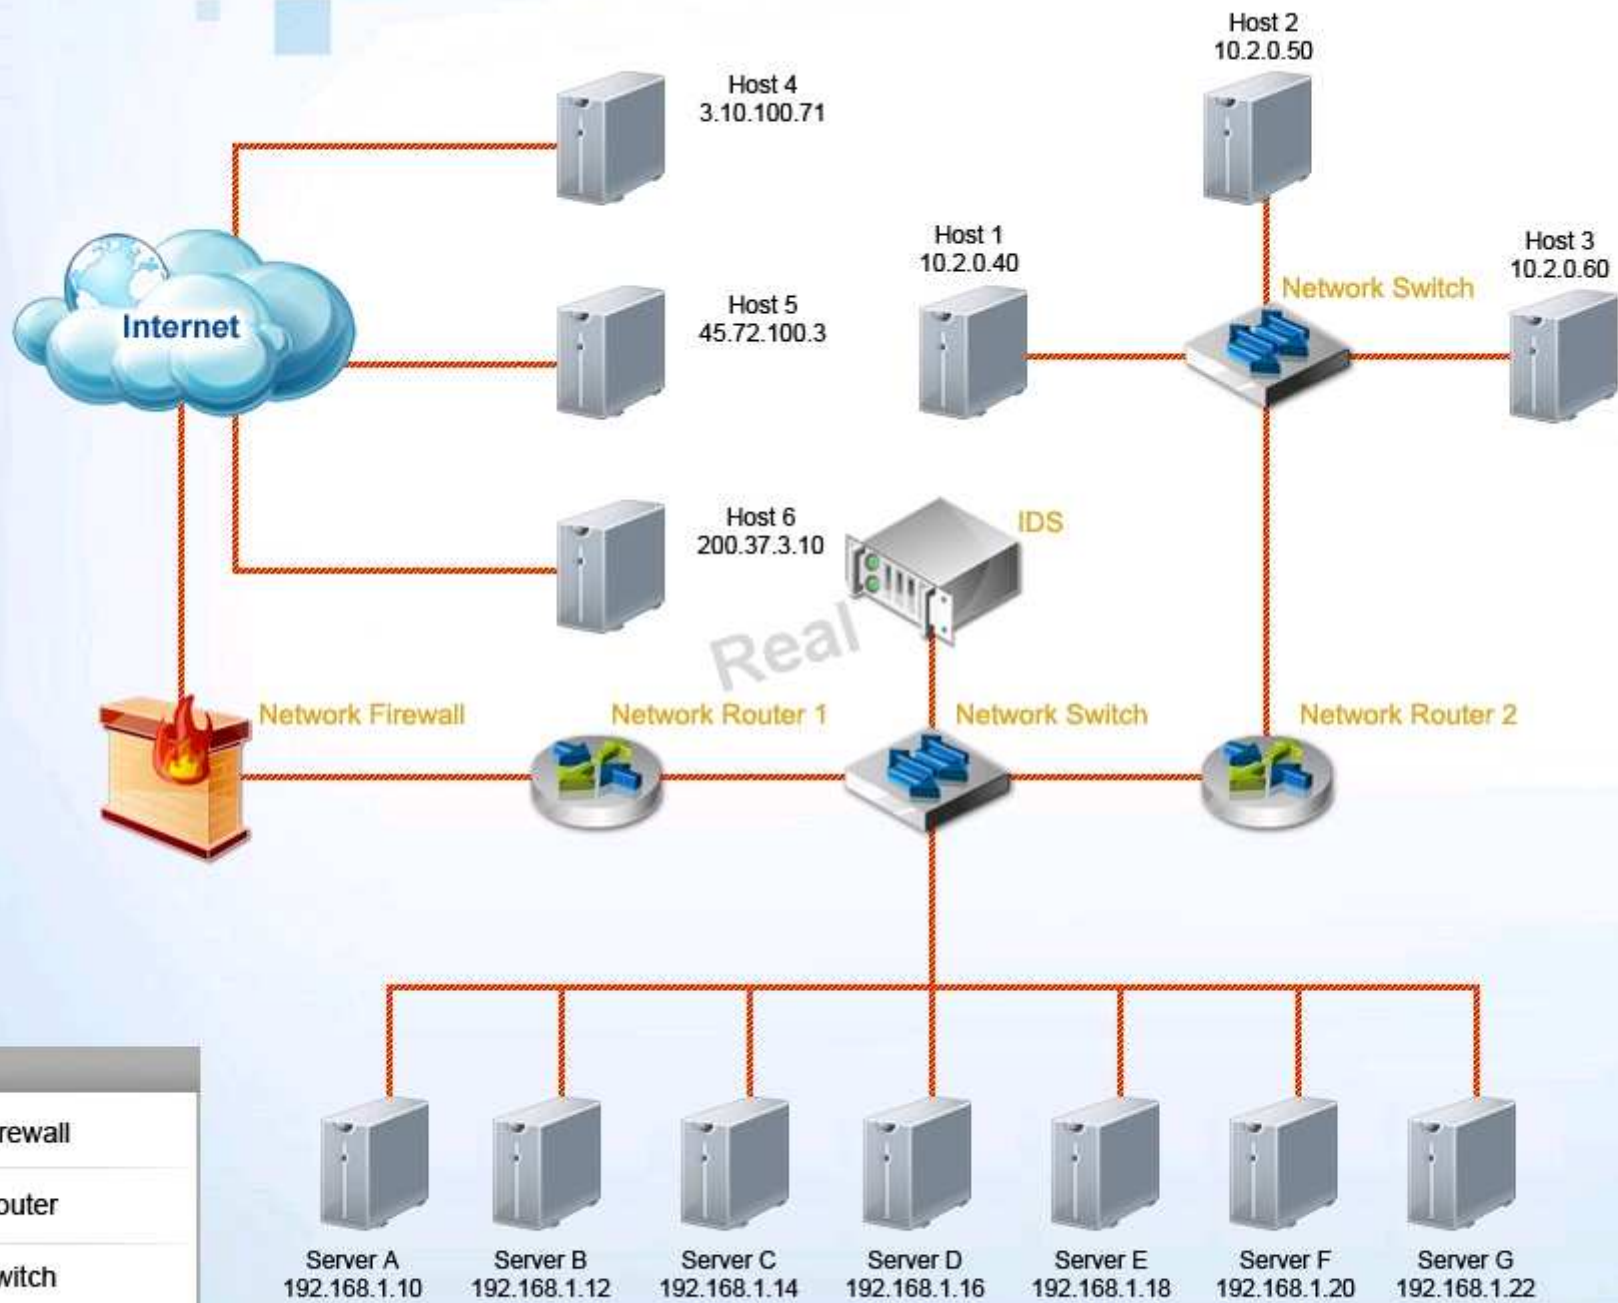 Host 2
10.2.0.50
Host 4
3.10.100.71
Host 1
10.2.0.40
Host 3
10.2.0.60
Network Switch
Host 5
45.72.100.3
Internet
Host 6
200.37.3.10
IDS
Real
Network Firewall
Network Router 1
Network Switch
Network Router 2
rewall
outer
witch
Server A
192.168.1.10
Server B
192.168.1.12
Server C
192.168.1.14
Server D
192.168.1.16
Server E
192.168.1.18
Server F
192.168.1.20
Server G
192.168.1.22